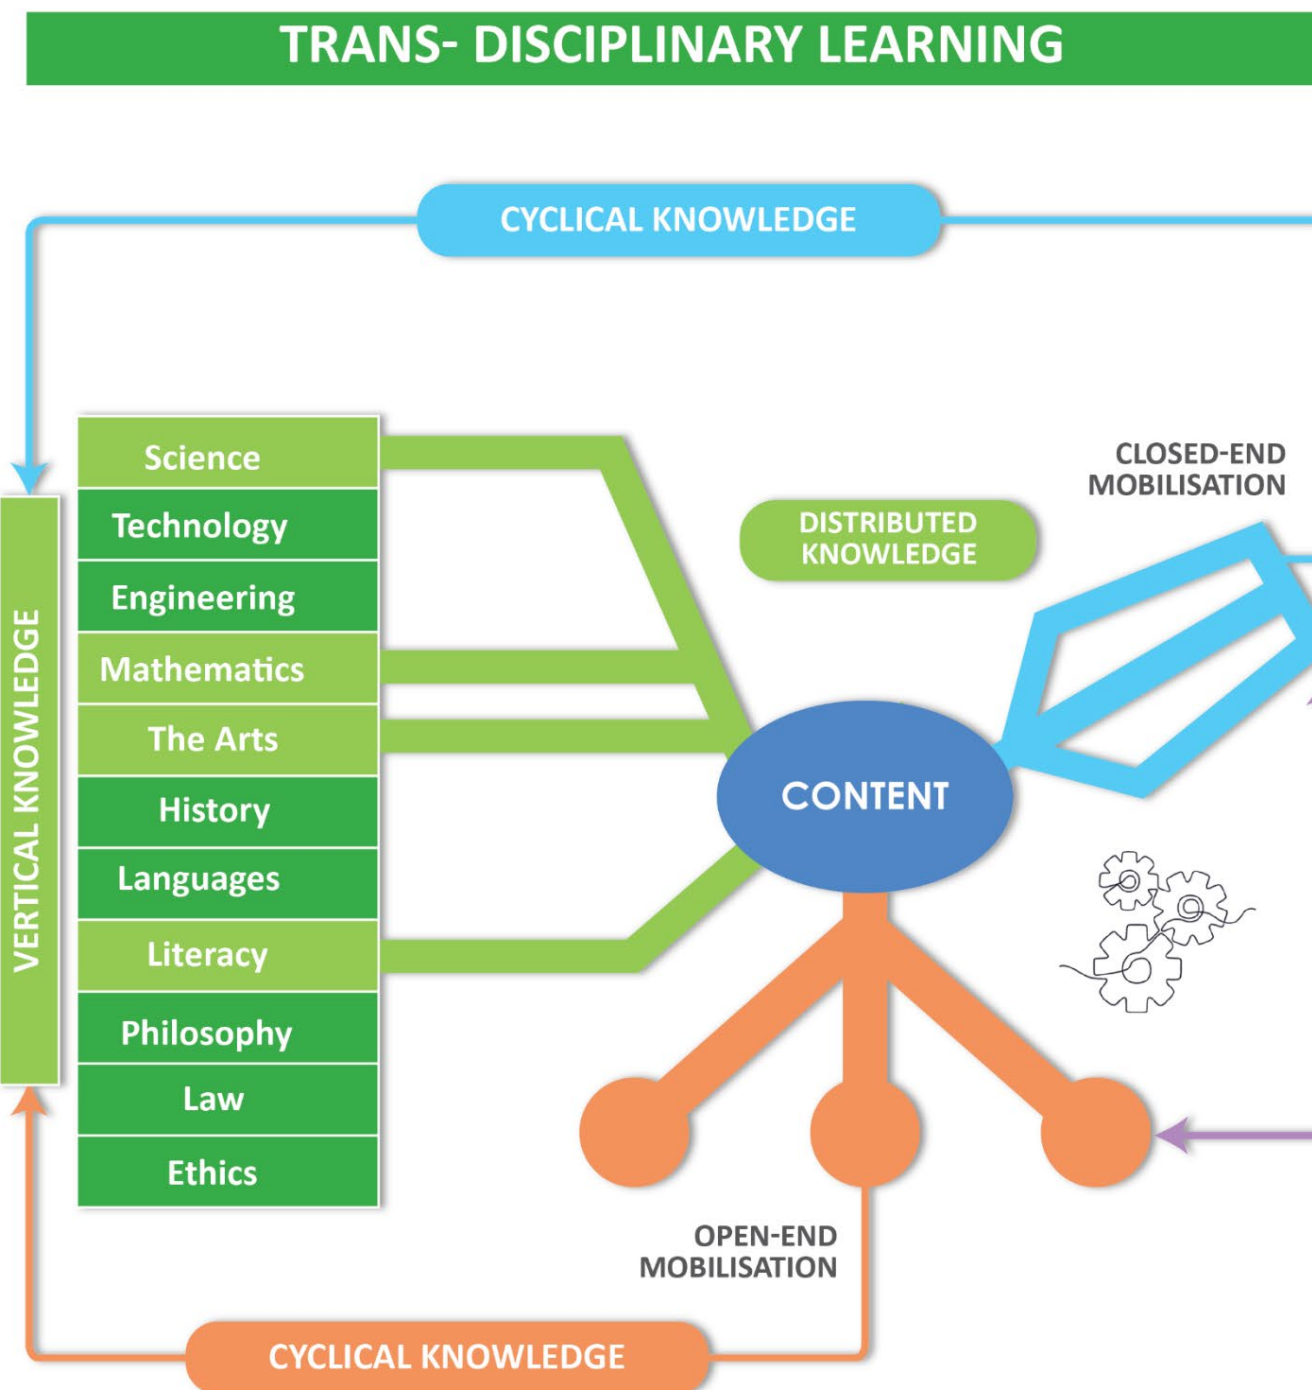 TRANS- DISCIPLINARY LEARNING
CYCLICAL KNOWLEDGE
CLOSED-END
MOBILISATION
DISTRIBUTED
KNOWLEDGE
VERTICAL KNOWLEDGE
Science
Technology
Engineering
Mathematics
The Arts
History
Languages
Literacy
Philosophy
Law
Ethics
CONTENT
OPEN-END
MOBILISATION
CYCLICAL KNOWLEDGE